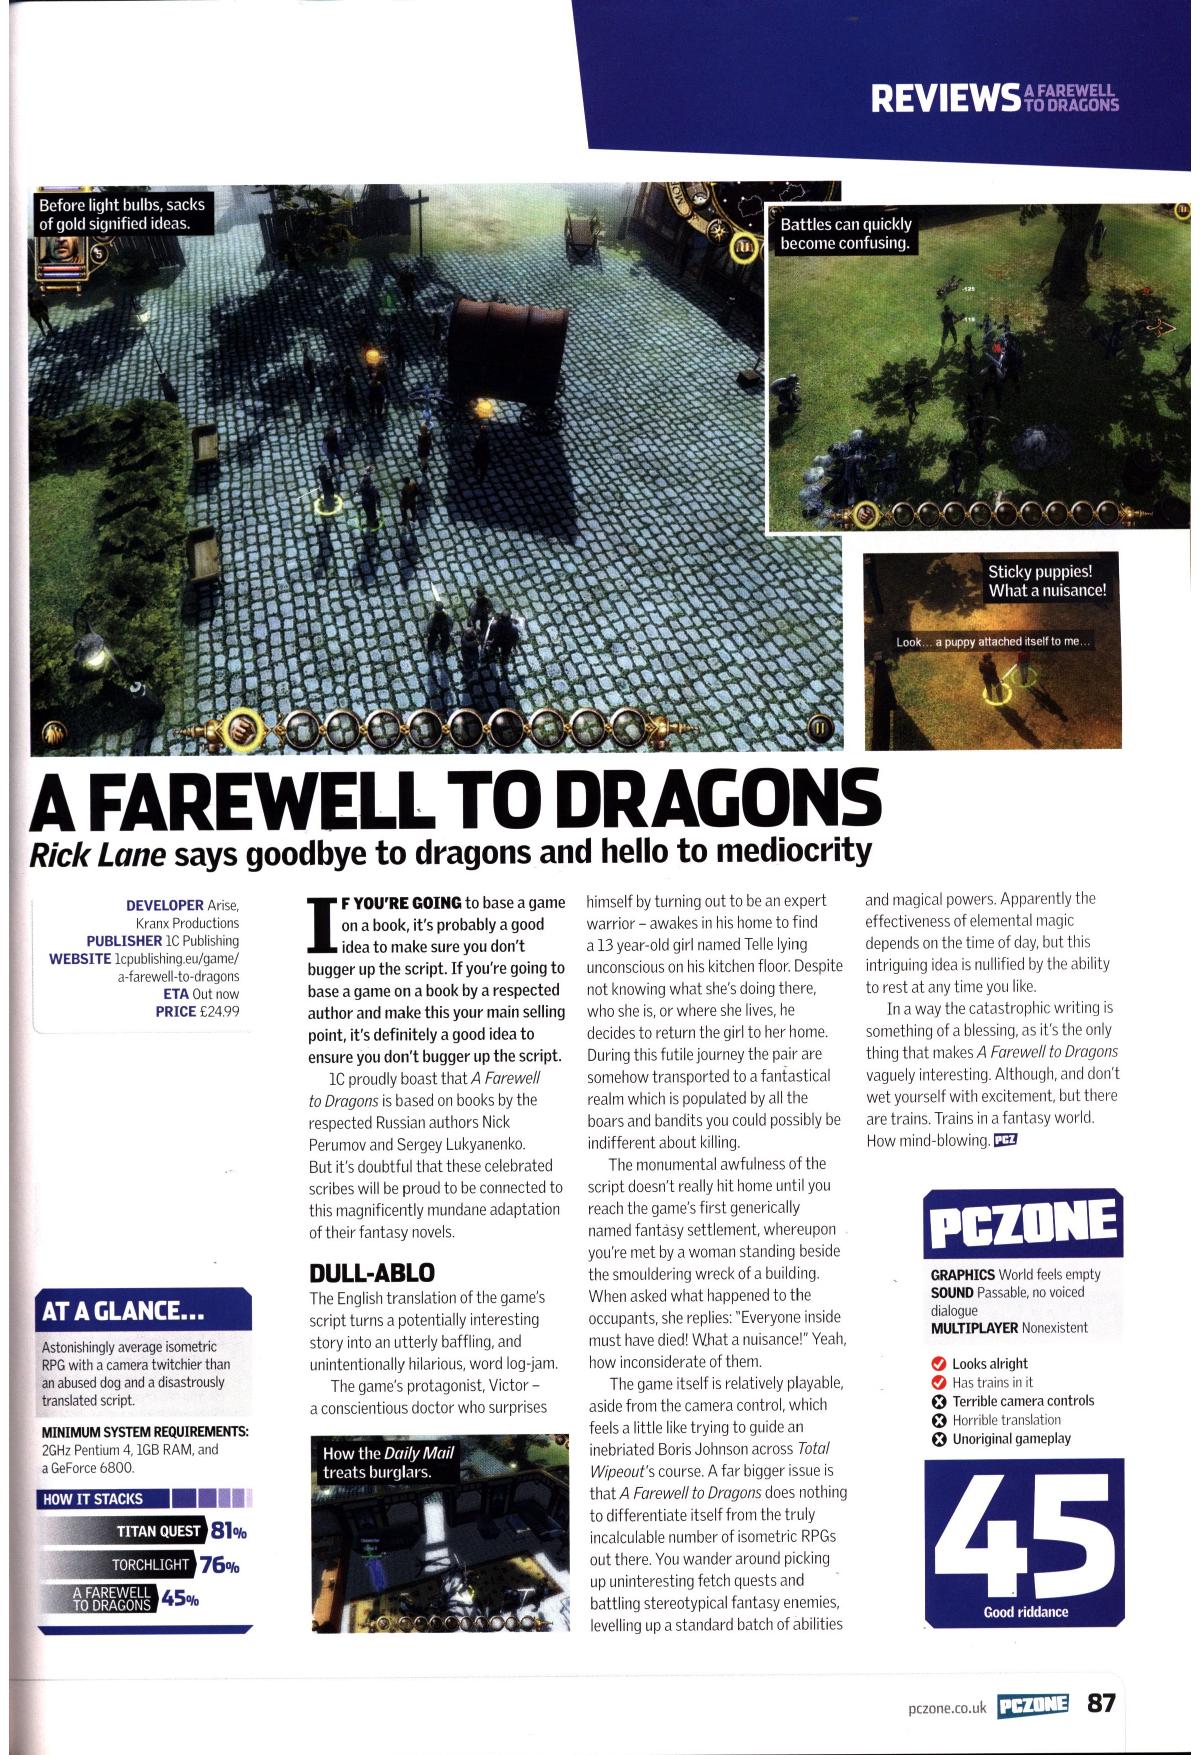 REVIEWS A FAREWELL
TO DRAGONS
Before light bulbs, sacks
of gold signified ideas.
Battles can quickly
become confusing.
Sticky puppies!
What a nuisance!
Look... a puppy attached itself to me...
A FAREWELL TO DRAGONS
Rick Lane says goodbye to dragons and hello to mediocrity
DEVELOPER Arise,
Kranx Productions
PUBLISHER 1C Publishing
WEBSITE 1cpublishing.eu/game/
a-farewell-to-dragons
ETA Out now
PRICE £24.99
AT A GLANCE...
Astonishingly average isometric
RPG with a camera twitchier than
an abused dog and a disastrously
translated script.
MINIMUM SYSTEM REQUIREMENTS:
2GHz Pentium 4, 1GB RAM, and
a GeForce 6800.
HOW IT STACKS
TITAN QUEST 81%
TORCHLIGHT 76%
A FAREWELL
TO DRAGONS 45%
IF YOU'RE GOING to base a game
on a book, it's probably a good
idea to make sure you don't
bugger up the script. If you're going to
base a game on a book by a respected
author and make this your main selling
point, it's definitely a good idea to
ensure you don't bugger up the script.
1C proudly boast that A Farewell
to Dragons is based on books by the
respected Russian authors Nick
Perumov and Sergey Lukyanenko.
But it's doubtful that these celebrated
scribes will be proud to be connected to
this magnificently mundane adaptation
of their fantasy novels.
DULL-ABLO
The English translation of the game's
script turns a potentially interesting
story into an utterly baffling, and
unintentionally hilarious, word log-jam.
The game's protagonist, Victor –
a conscientious doctor who surprises
How the Daily Mail
treats burglars.
himself by turning out to be an expert
warrior – awakes in his home to find
a 13 year-old girl named Telle lying
unconscious on his kitchen floor. Despite
not knowing what she's doing there,
who she is, or where she lives, he
decides to return the girl to her home.
During this futile journey the pair are
somehow transported to a fantastical
realm which is populated by all the
boars and bandits you could possibly be
indifferent about killing.
The monumental awfulness of the
script doesn't really hit home until you
reach the game's first generically
named fantasy settlement, whereupon
you're met by a woman standing beside
the smouldering wreck of a building.
When asked what happened to the
occupants, she replies: "Everyone inside
must have died! What a nuisance!" Yeah,
how inconsiderate of them.
The game itself is relatively playable,
aside from the camera control, which
feels a little like trying to guide an
inebriated Boris Johnson across Total
Wipeout's course. A far bigger issue is
that A Farewell to Dragons does nothing
to differentiate itself from the truly
incalculable number of isometric RPGs
out there. You wander around picking
up uninteresting fetch quests and
battling stereotypical fantasy enemies,
levelling up a standard batch of abilities
and magical powers. Apparently the
effectiveness of elemental magic
depends on the time of day, but this
intriguing idea is nullified by the ability
to rest at any time you like.
In a way the catastrophic writing is
something of a blessing, as it's the only
thing that makes A Farewell to Dragons
vaguely interesting. Although, and don't
wet yourself with excitement, but there
are trains. Trains in a fantasy world.
How mind-blowing. PCZ
PCZONE
GRAPHICS World feels empty
SOUND Passable, no voiced
dialogue
MULTIPLAYER Nonexistent
Looks alright
Has trains in it
Terrible camera controls
Horrible translation
Unoriginal gameplay
45
Good riddance
pczone.co.uk PCZONE 87